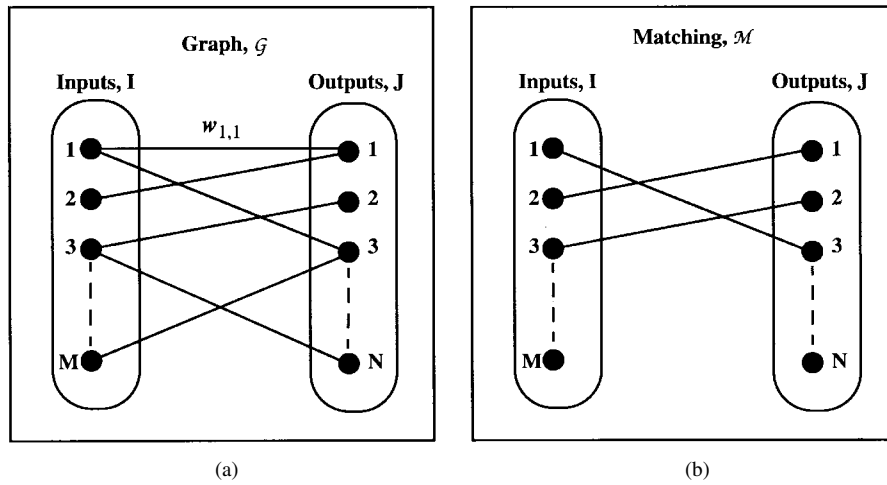 Graph, 𝒢
Inputs, I
Outputs, J
w1,1
1
1
2
2
3
3
M
N
(a)
Matching, ℳ
Inputs, I
Outputs, J
1
1
2
2
3
3
M
N
(b)